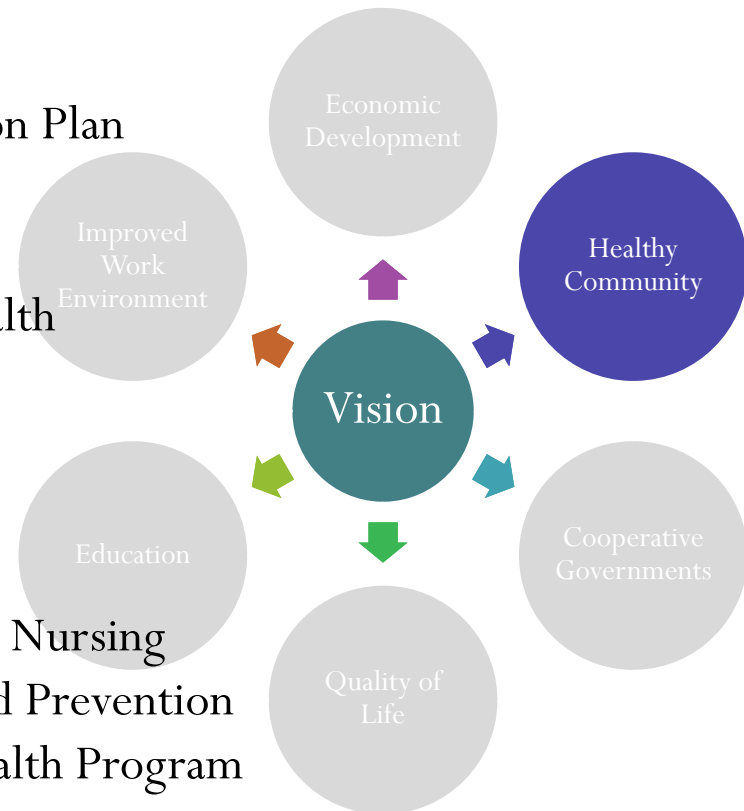 Economic
Development
on Plan
Improved
Work
Environment
Healthy
Community
alth
Vision
Education
Cooperative
Governments
Nursing
Quality of
Life
d Prevention
alth Program